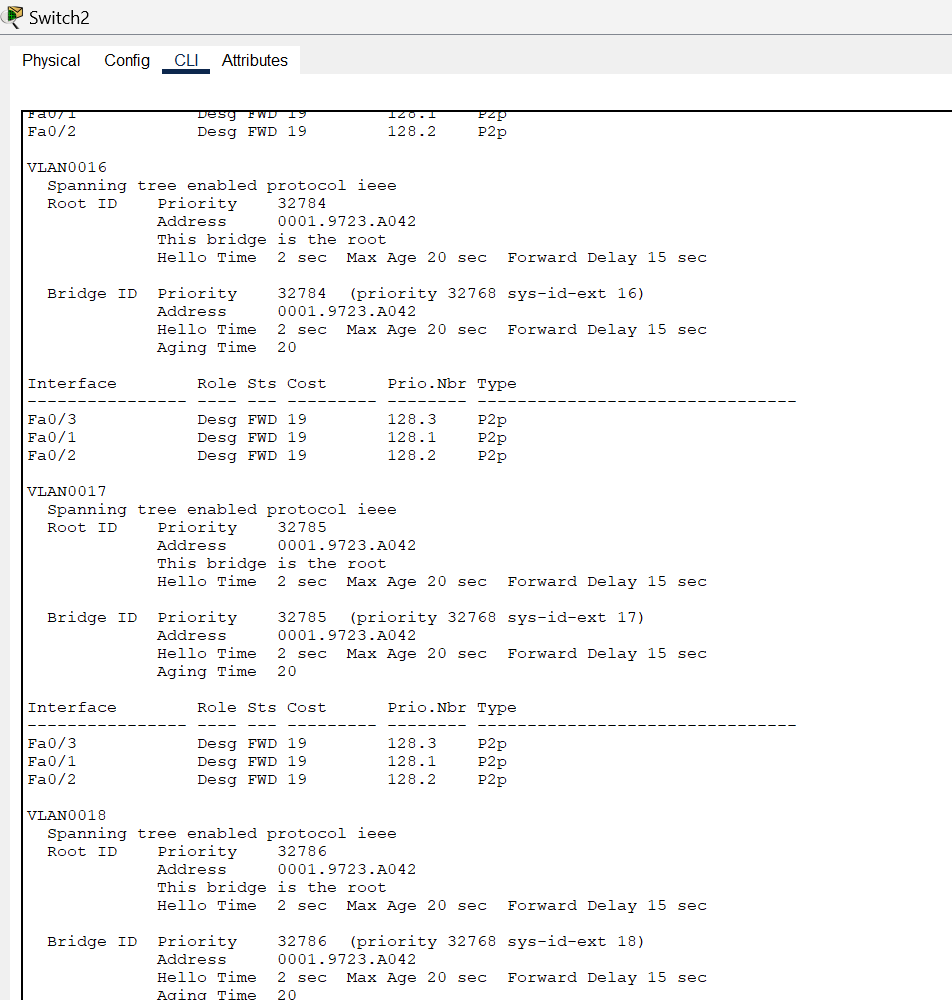 Switch2
Physical Config CLI Attributes
Fa0/1 Desg FWD 19 128.1 P2p
Fa0/2 Desg FWD 19 128.2 P2p
VLAN0016
Spanning tree enabled protocol ieee
Root ID Priority 32784
Address 0001.9723.A042
This bridge is the root
Hello Time 2 sec Max Age 20 sec Forward Delay 15 sec
Bridge ID Priority 32784 (priority 32768 sys-id-ext 16)
Address 0001.9723.A042
Hello Time 2 sec Max Age 20 sec Forward Delay 15 sec
Aging Time 20
Interface Role Sts Cost Prio.Nbr Type
---------------- ---- --- --------- -------- --------------------------------
Fa0/3 Desg FWD 19 128.3 P2p
Fa0/1 Desg FWD 19 128.1 P2p
Fa0/2 Desg FWD 19 128.2 P2p
VLAN0017
Spanning tree enabled protocol ieee
Root ID Priority 32785
Address 0001.9723.A042
This bridge is the root
Hello Time 2 sec Max Age 20 sec Forward Delay 15 sec
Bridge ID Priority 32785 (priority 32768 sys-id-ext 17)
Address 0001.9723.A042
Hello Time 2 sec Max Age 20 sec Forward Delay 15 sec
Aging Time 20
Interface Role Sts Cost Prio.Nbr Type
---------------- ---- --- --------- -------- --------------------------------
Fa0/3 Desg FWD 19 128.3 P2p
Fa0/1 Desg FWD 19 128.1 P2p
Fa0/2 Desg FWD 19 128.2 P2p
VLAN0018
Spanning tree enabled protocol ieee
Root ID Priority 32786
Address 0001.9723.A042
This bridge is the root
Hello Time 2 sec Max Age 20 sec Forward Delay 15 sec
Bridge ID Priority 32786 (priority 32768 sys-id-ext 18)
Address 0001.9723.A042
Hello Time 2 sec Max Age 20 sec Forward Delay 15 sec
Aging Time 20